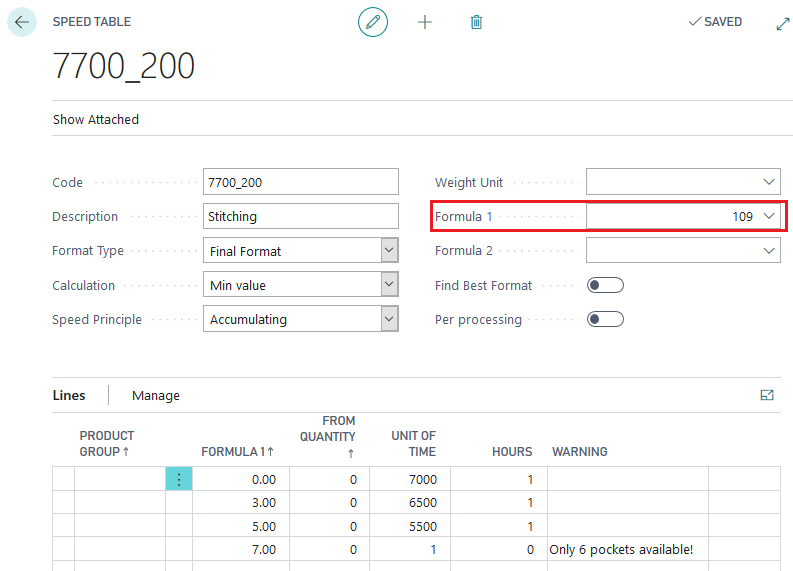 SPEED TABLE
SAVED
7700_200
Show Attached
Code 7700_200
Weight Unit
Description Stitching
Formula 1 109
Format Type Final Format
Formula 2
Calculation Min value
Find Best Format
Speed Principle Accumulating
Per processing
Lines Manage
PRODUCT GROUP ↑ FORMULA 1 ↑ FROM QUANTITY ↑ UNIT OF TIME HOURS WARNING
0.00 0 7000 1
3.00 0 6500 1
5.00 0 5500 1
7.00 0 1 0 Only 6 pockets available!